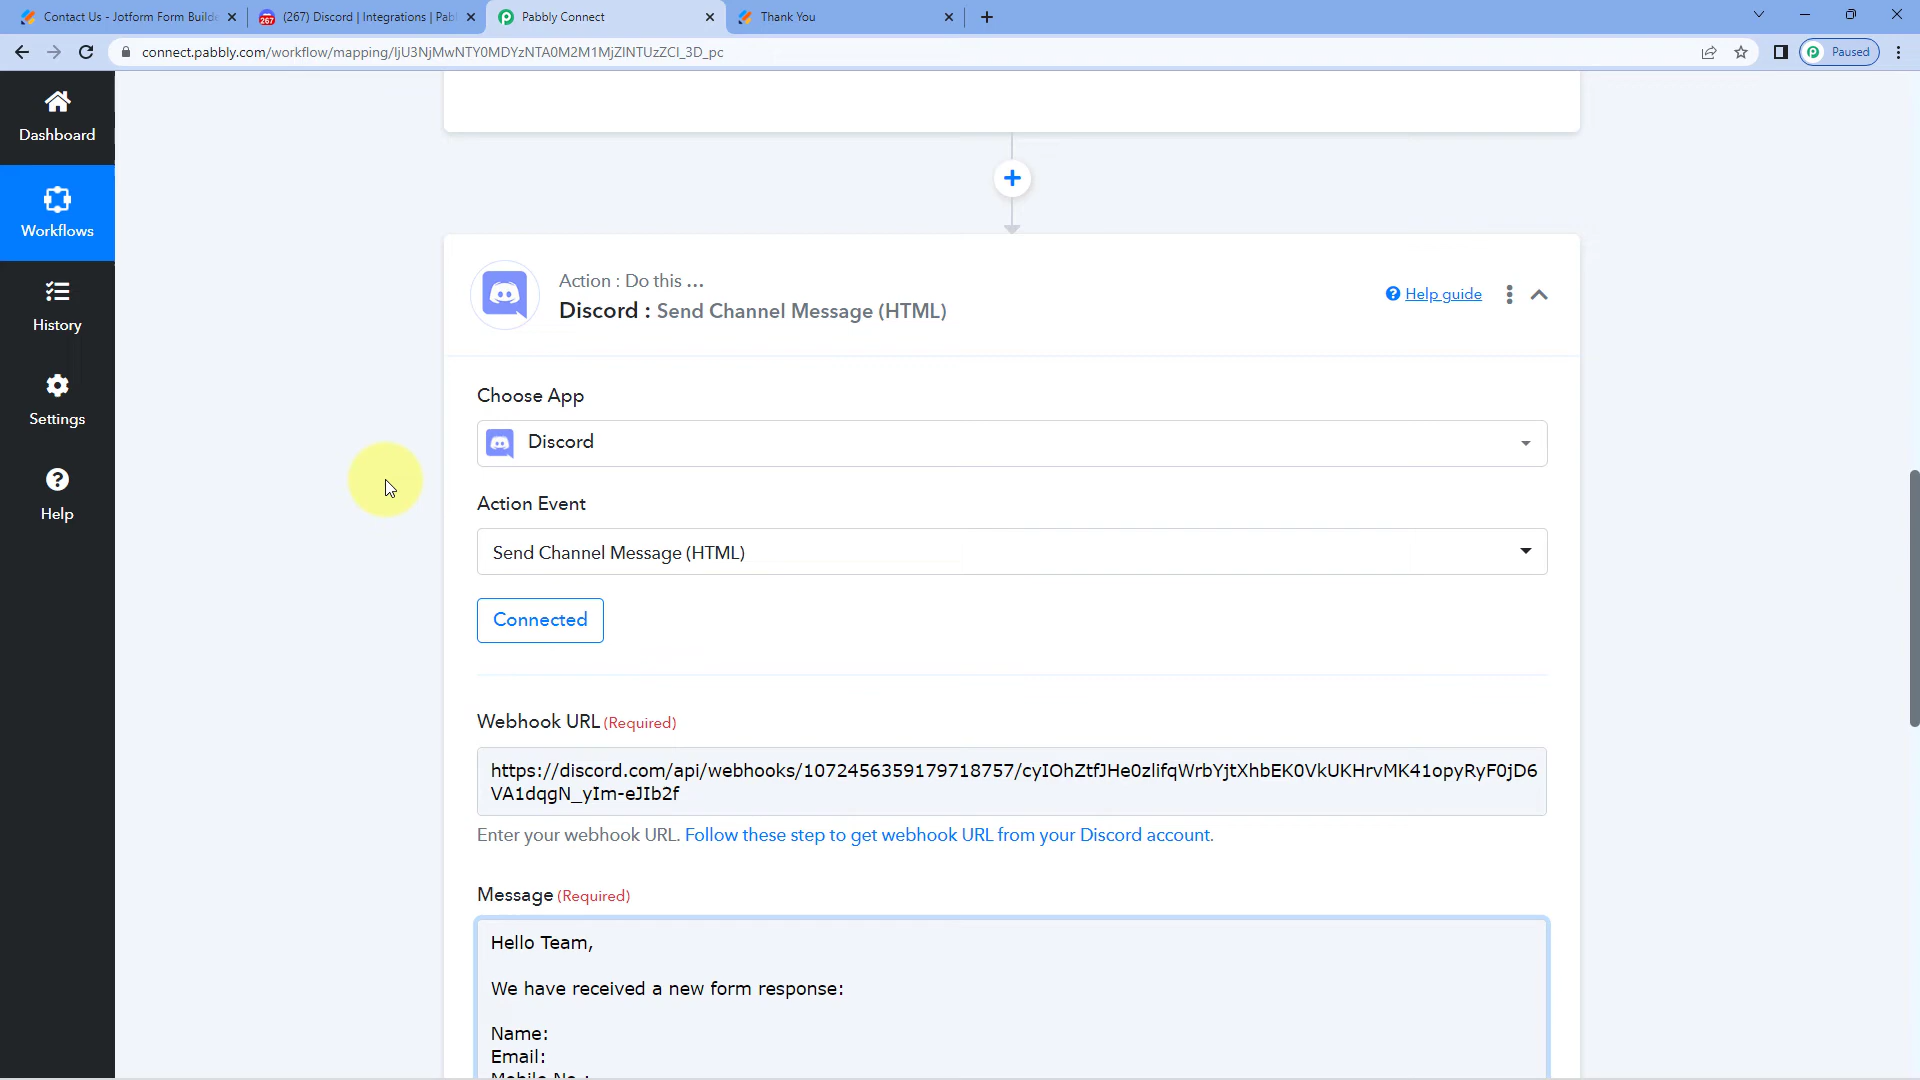 Contact Us - Jotform Form Builde
(267) Discord | Integrations | Pabl
Pabbly Connect
Thank You
connect.pabbly.com/workflow/mapping/IjU3NjMwNTY0MDYzNTA0M2M1MjZlNTUzZCI_3D_pc
Paused
Dashboard
Workflows
History
Settings
Help
Action : Do this ...
Discord : Send Channel Message (HTML)
Help guide
Choose App
Discord
Action Event
Send Channel Message (HTML)
Connected
Webhook URL (Required)
https://discord.com/api/webhooks/1072456359179718757/cyIOhZtfJHe0zlifqWrbYjtXhbEK0VkUKHrvMK41opyRyF0jD6
VA1dqgN_yIm-eJIb2f
Enter your webhook URL. Follow these step to get webhook URL from your Discord account.
Message (Required)
Hello Team,
We have received a new form response:
Name:
Email:
Mobile No.: